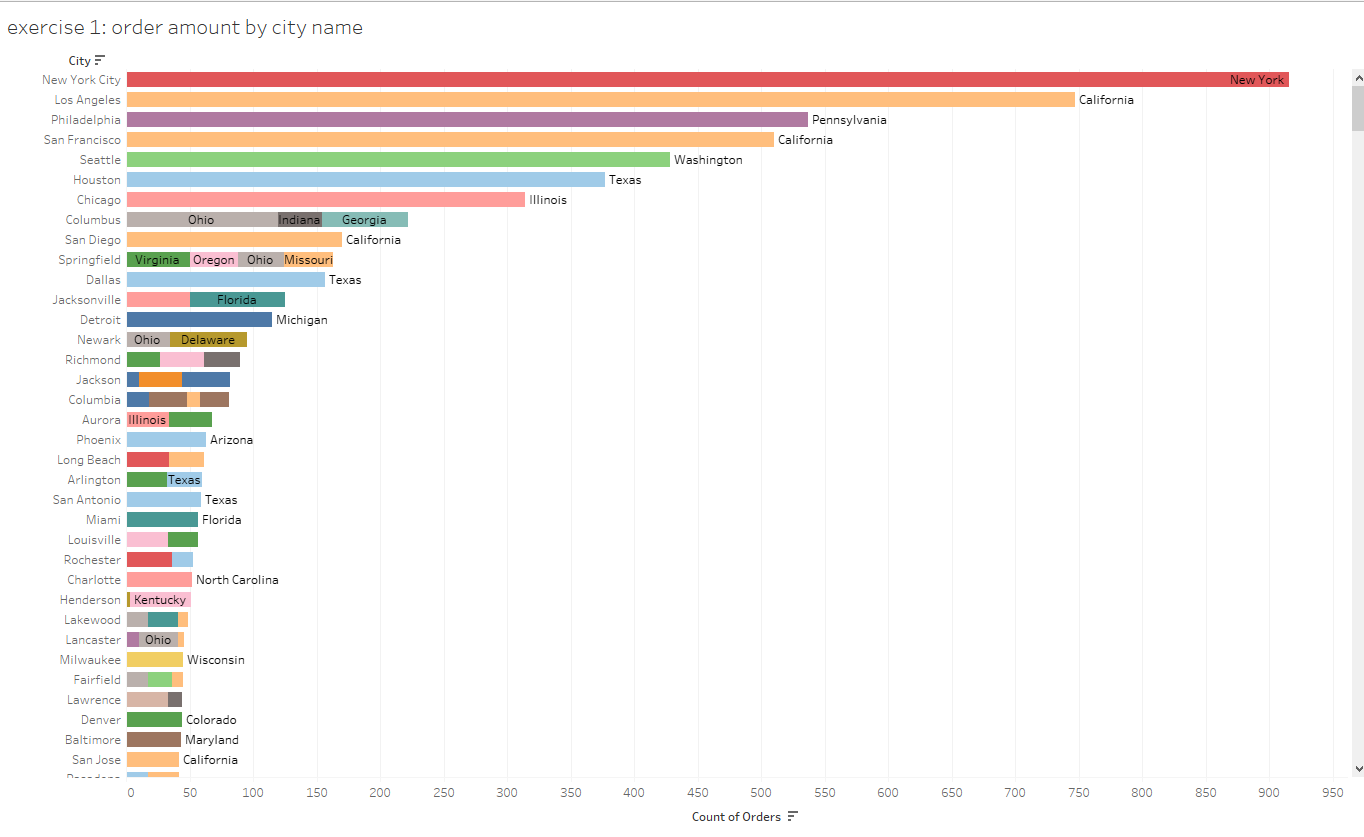 exercise 1: order amount by city name
City
New York City New York
Los Angeles California
Philadelphia Pennsylvania
San Francisco California
Seattle Washington
Houston Texas
Chicago Illinois
Columbus Ohio Indiana Georgia
San Diego California
Springfield Virginia Oregon Ohio Missouri
Dallas Texas
Jacksonville Florida
Detroit Michigan
Newark Ohio Delaware
Richmond
Jackson
Columbia
Aurora Illinois
Phoenix Arizona
Long Beach
Arlington Texas
San Antonio Texas
Miami Florida
Louisville
Rochester
Charlotte North Carolina
Henderson Kentucky
Lakewood
Lancaster Ohio
Milwaukee Wisconsin
Fairfield
Lawrence
Denver Colorado
Baltimore Maryland
San Jose California
0 50 100 150 200 250 300 350 400 450 500 550 600 650 700 750 800 850 900 950
Count of Orders